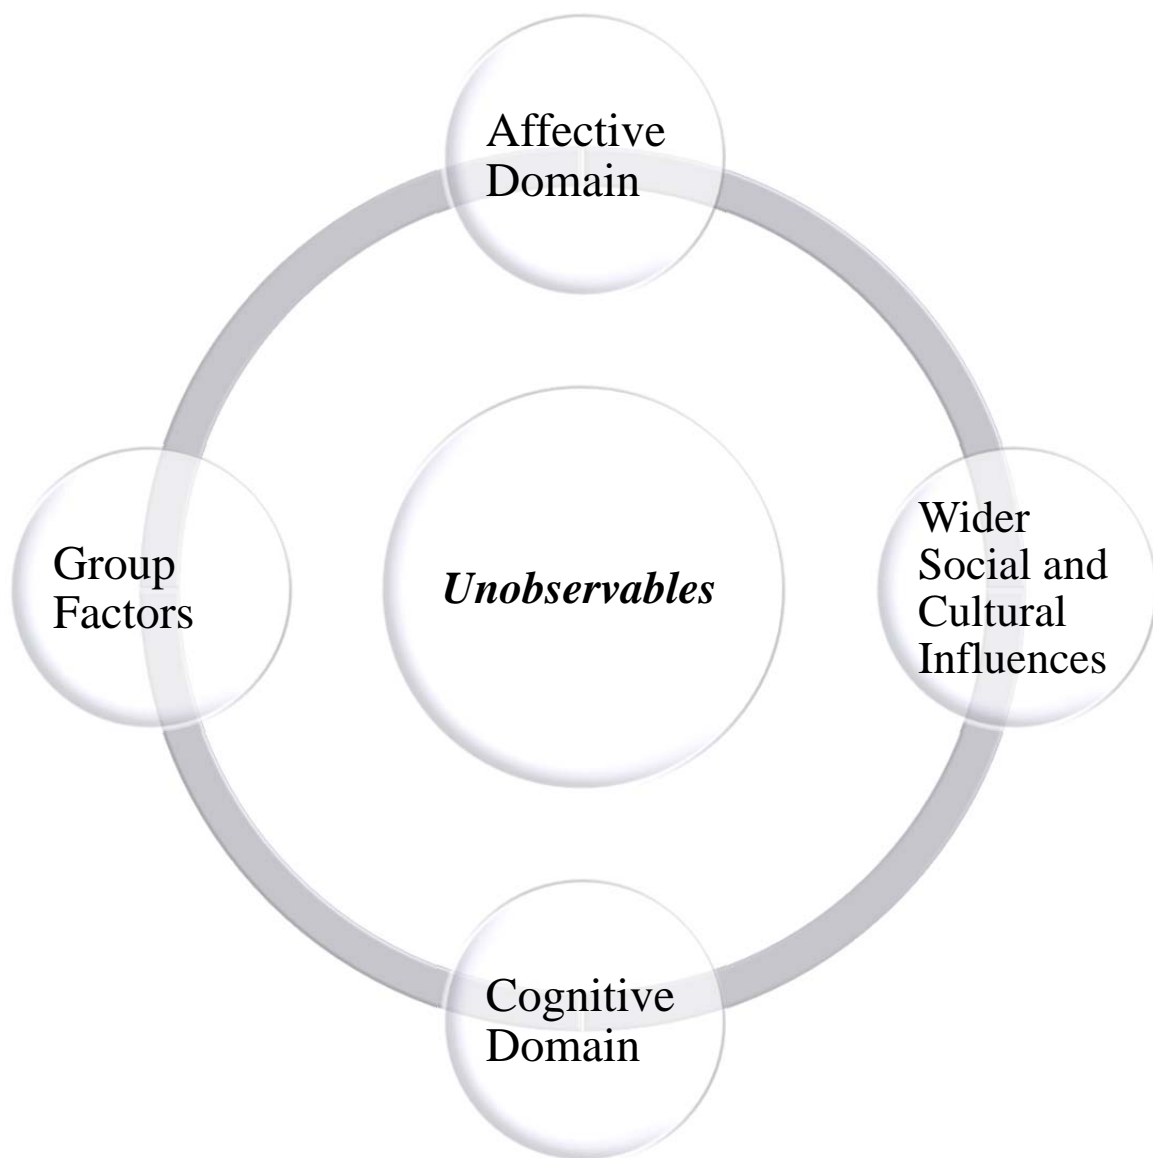 Affective
Domain
Group
Factors
Unobservables
Wider
Social and
Cultural
Influences
Cognitive
Domain